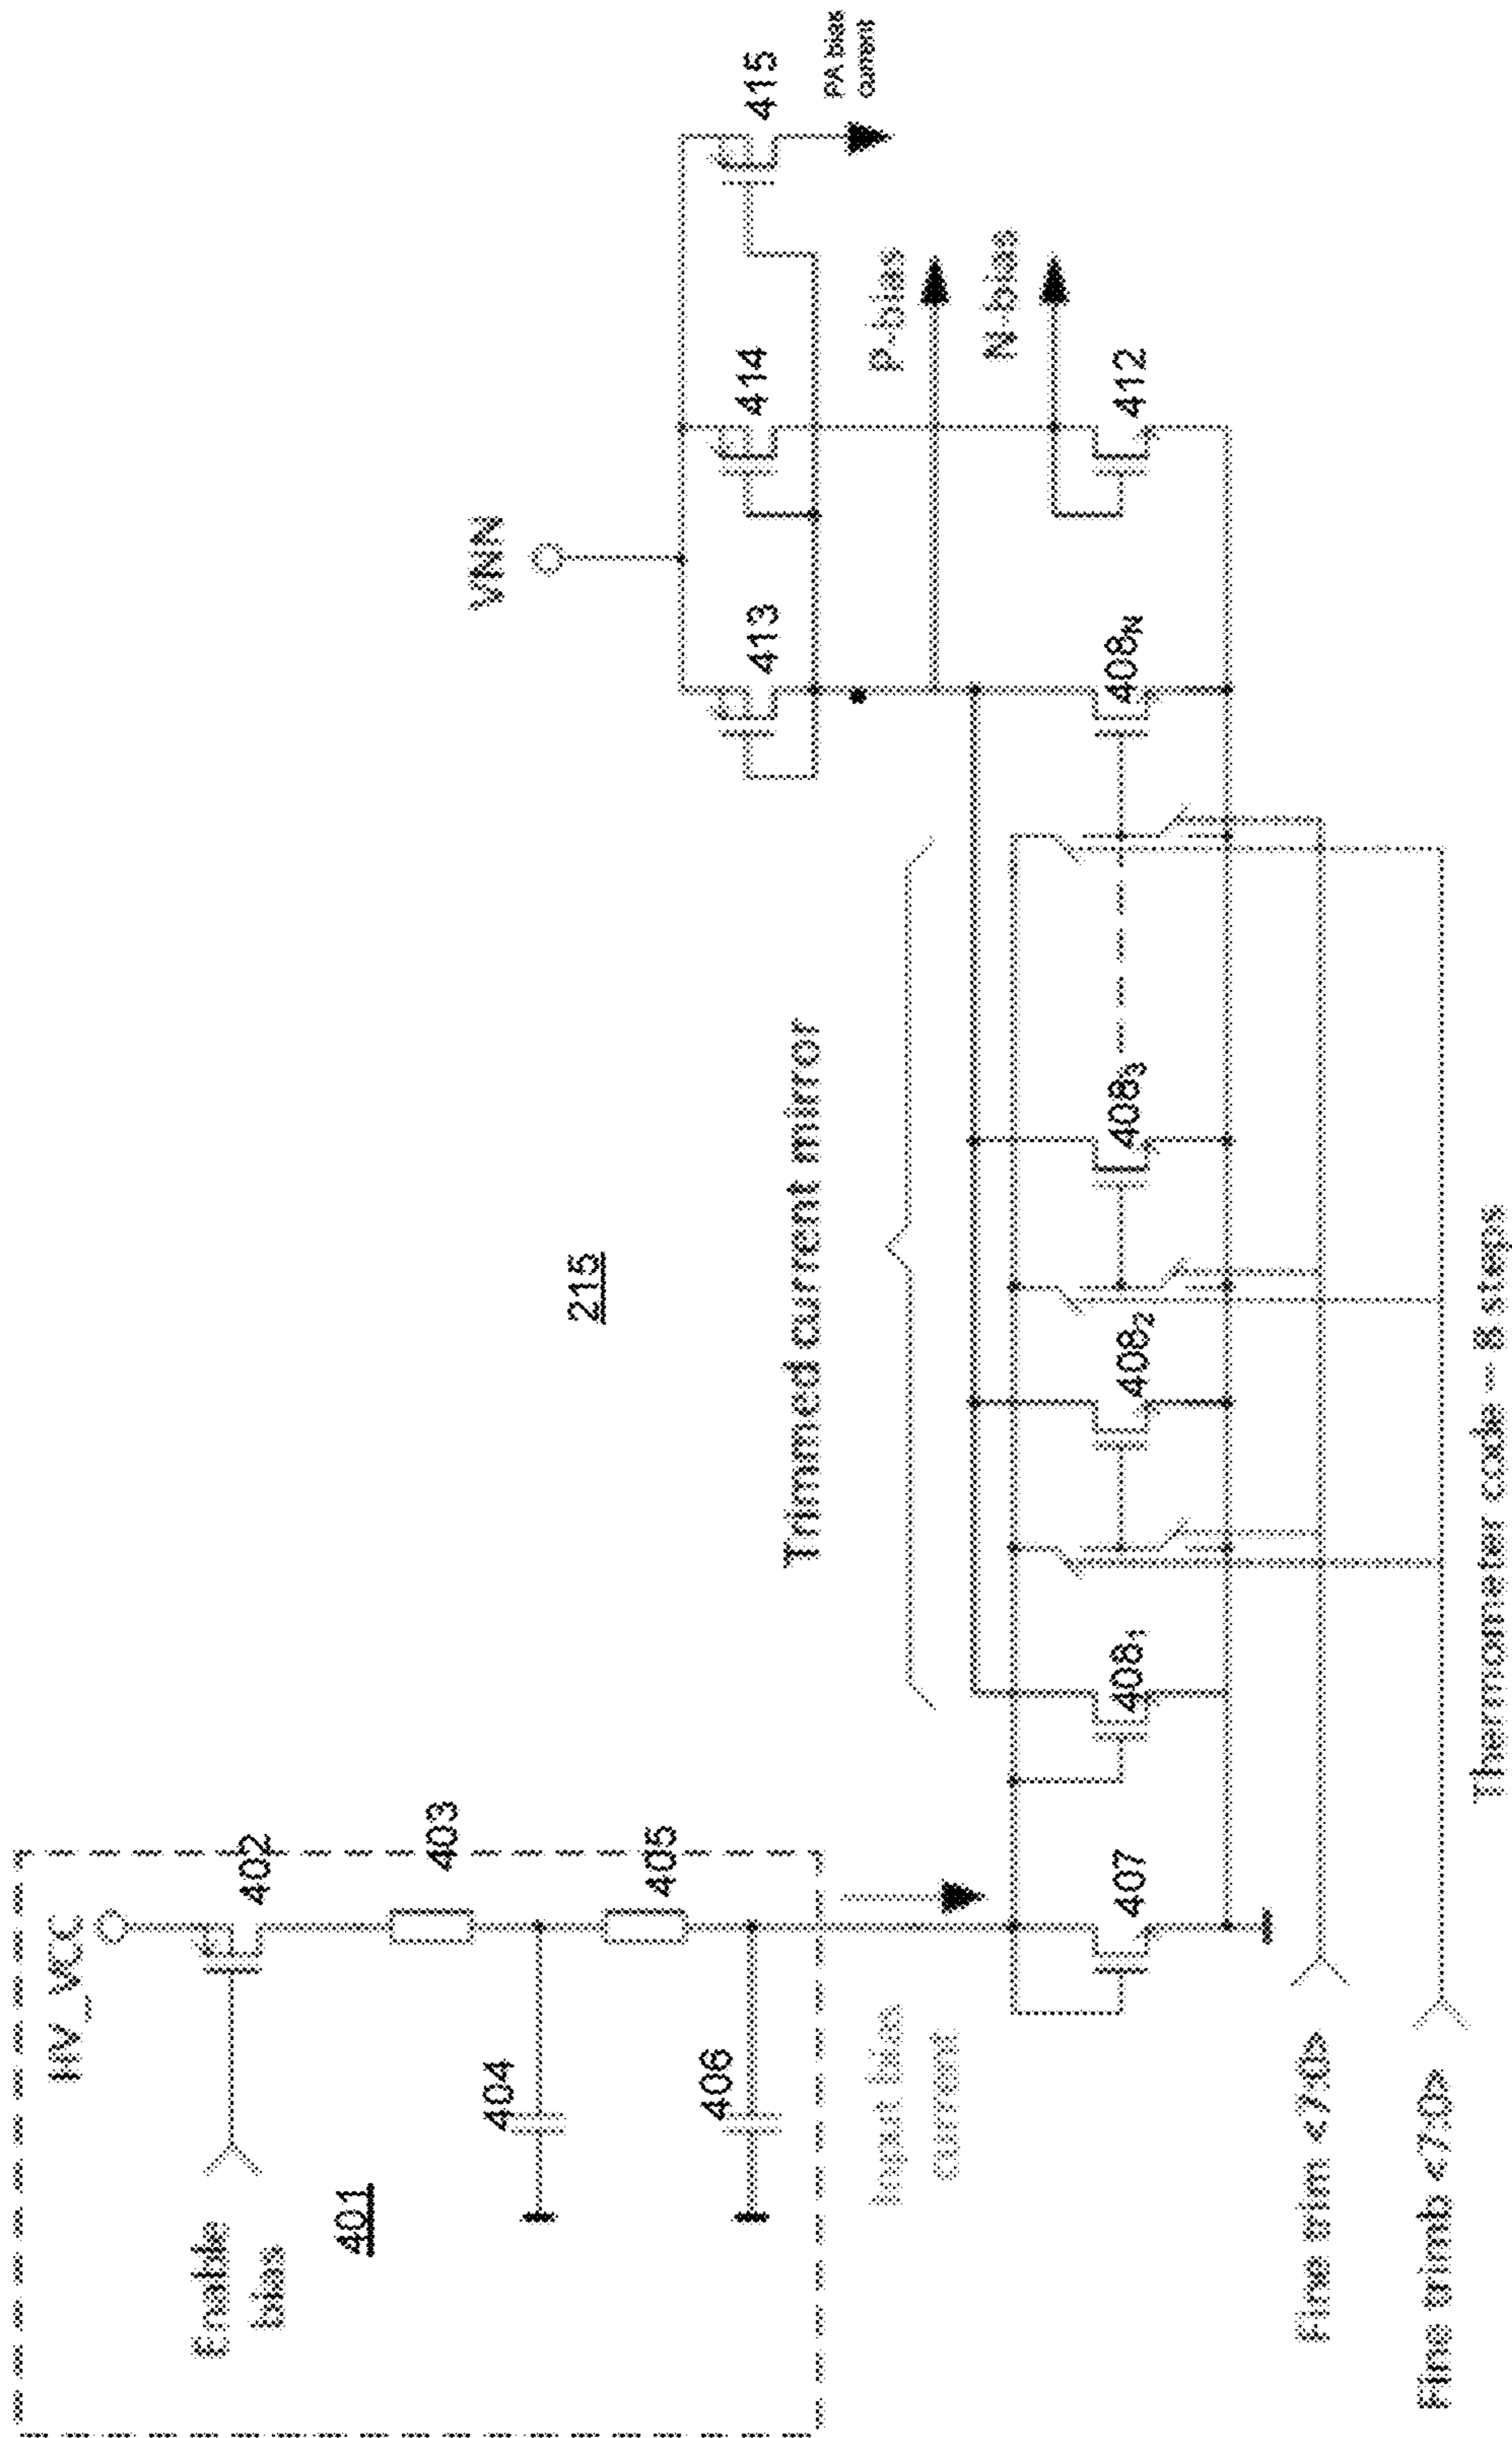 HV_VCC
402
Enable
bias
401
403
404
405
406
Input bias
current
407
Fine trim <7:0>
Fine trimb <7:0>
215
Trimmed current mirror
408₁
408₂
408₃
408N
Thermometer code – 8 steps
VNN
413
414
415
PA bias
current
P-bias
N-bias
412